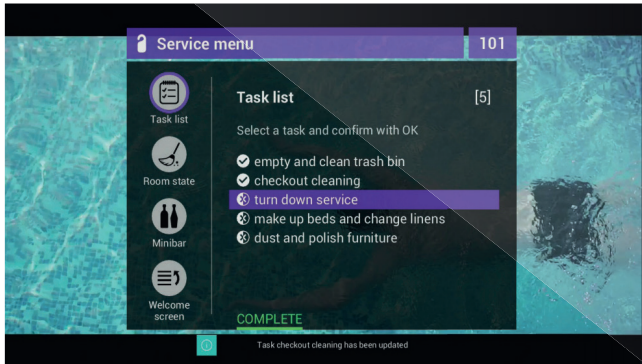 Service menu
101
Task list
Room state
Minibar
Welcome
screen
Task list
[5]
Select a task and confirm with OK
empty and clean trash bin
checkout cleaning
turn down service
make up beds and change linens
dust and polish furniture
COMPLETE
Task checkout cleaning has been updated